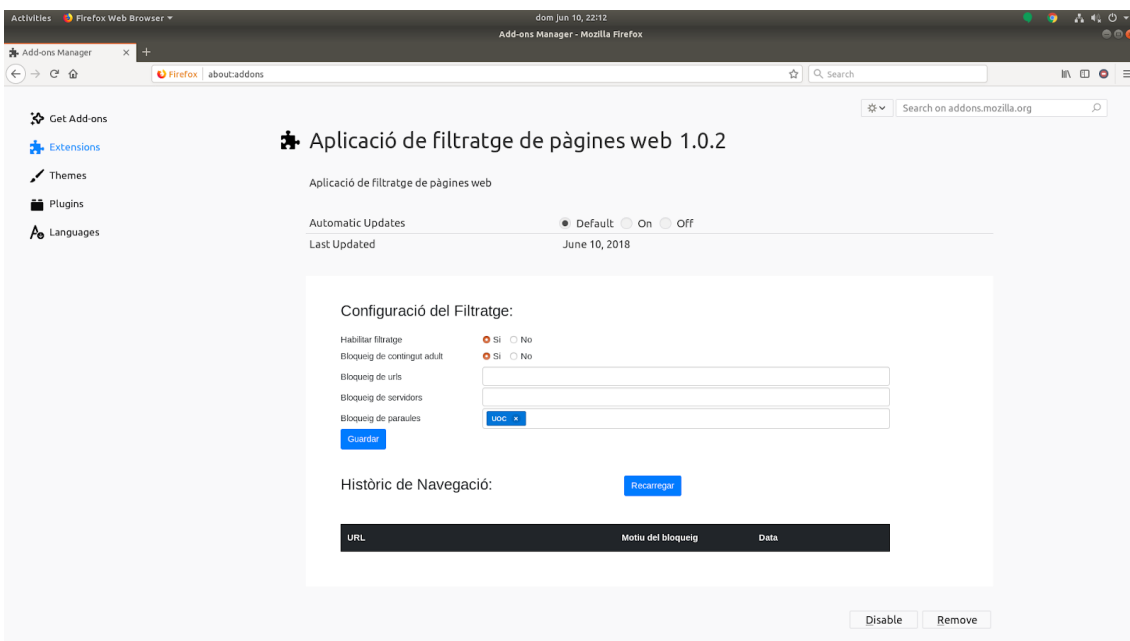 Activities Firefox Web Browser dom jun 10, 22:12
Add-ons Manager - Mozilla Firefox
Add-ons Manager × +
Firefox about:addons Search
Search on addons.mozilla.org
Get Add-ons
Extensions
Themes
Plugins
Languages
Aplicació de filtratge de pàgines web 1.0.2
Aplicació de filtratge de pàgines web
Automatic Updates Default On Off
Last Updated June 10, 2018
Configuració del Filtratge:
Habilitar filtratge Si No
Bloqueig de contingut adult Si No
Bloqueig de urls
Bloqueig de servidors
Bloqueig de paraules UOC ×
Guardar
Històric de Navegació: Recarregar
URL Motiu del bloqueig Data
Disable Remove